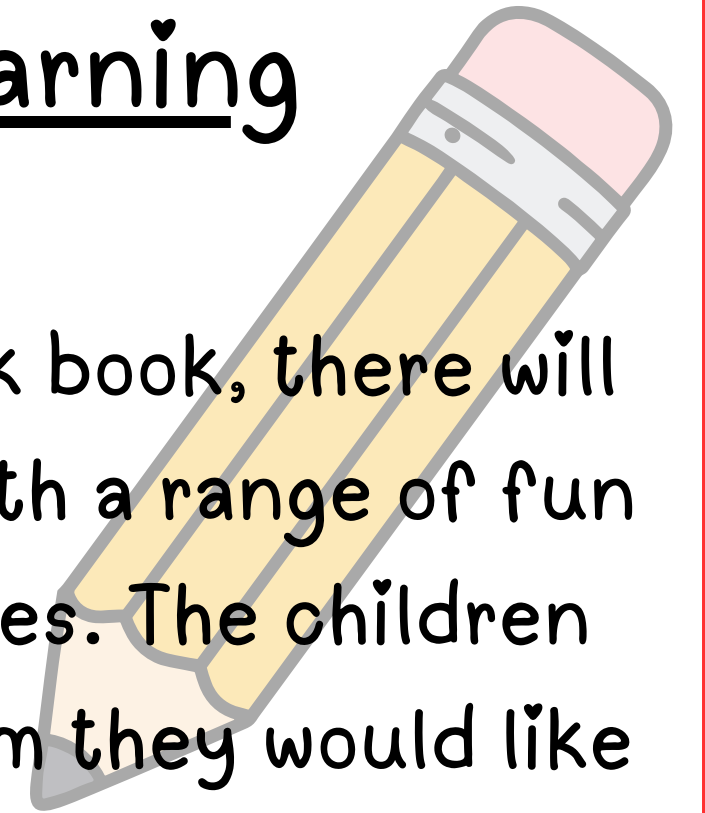 arning
k book, there will
th a range of fun
es. The children
m they would like